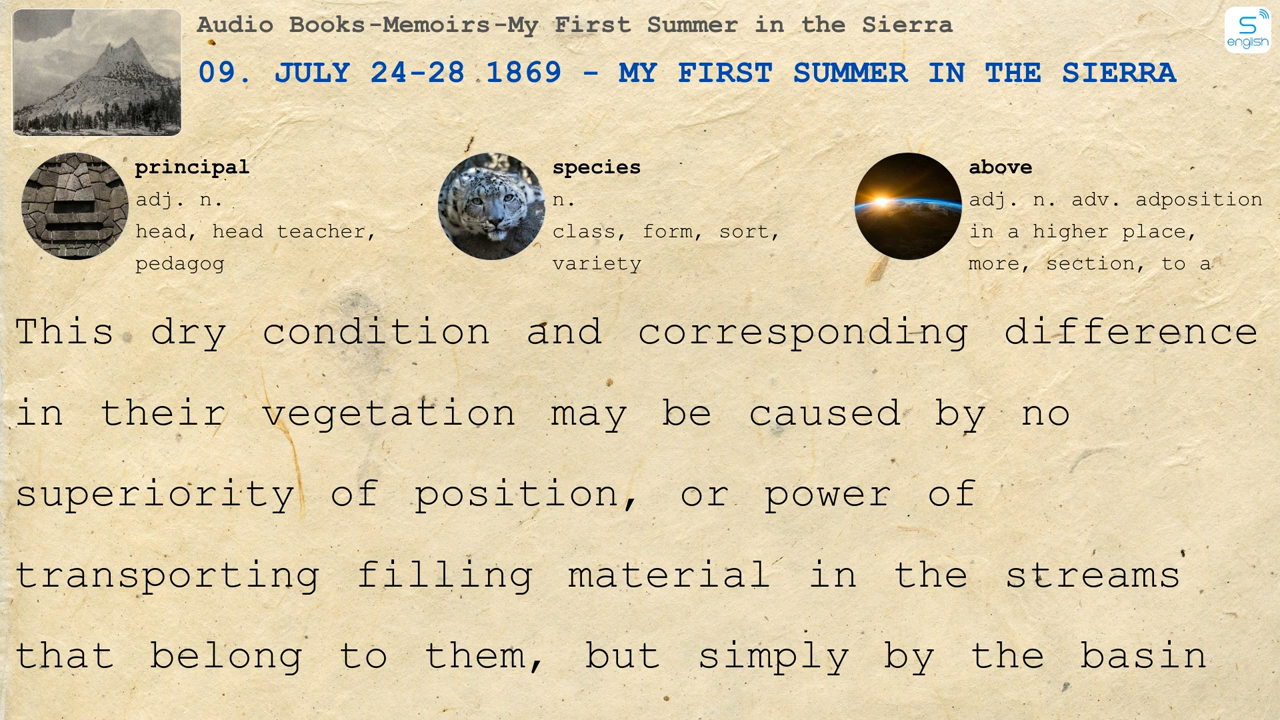 Audio Books-Memoirs-My First Summer in the Sierra
09. JULY 24-28 1869 - MY FIRST SUMMER IN THE SIERRA
S
english
principal
adj. n.
head, head teacher,
pedagog
species
n.
class, form, sort,
variety
above
adj. n. adv. adposition
in a higher place,
more, section, to a
This dry condition and corresponding difference
in their vegetation may be caused by no
superiority of position, or power of
transporting filling material in the streams
that belong to them, but simply by the basin